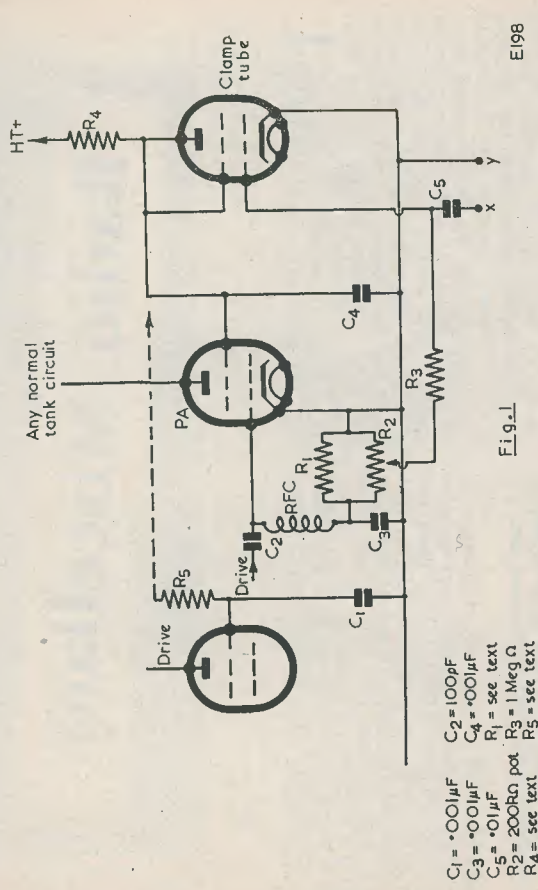 HT+
R4
Clamp
tube
Any normal
tank circuit
PA
Drive
R5
C2
Drive
RFC
R1
R2
C3
C1
C4
R3
C5
x
y
C1 = ·001μF C2 = 100pF
C3 = ·001μF C4 = ·001μF
C5 = ·01μF R1 = see text
R2 = 200kΩ pot R3 = 1 Meg Ω
R4 = see text R5 = see text
Fig.1
E198